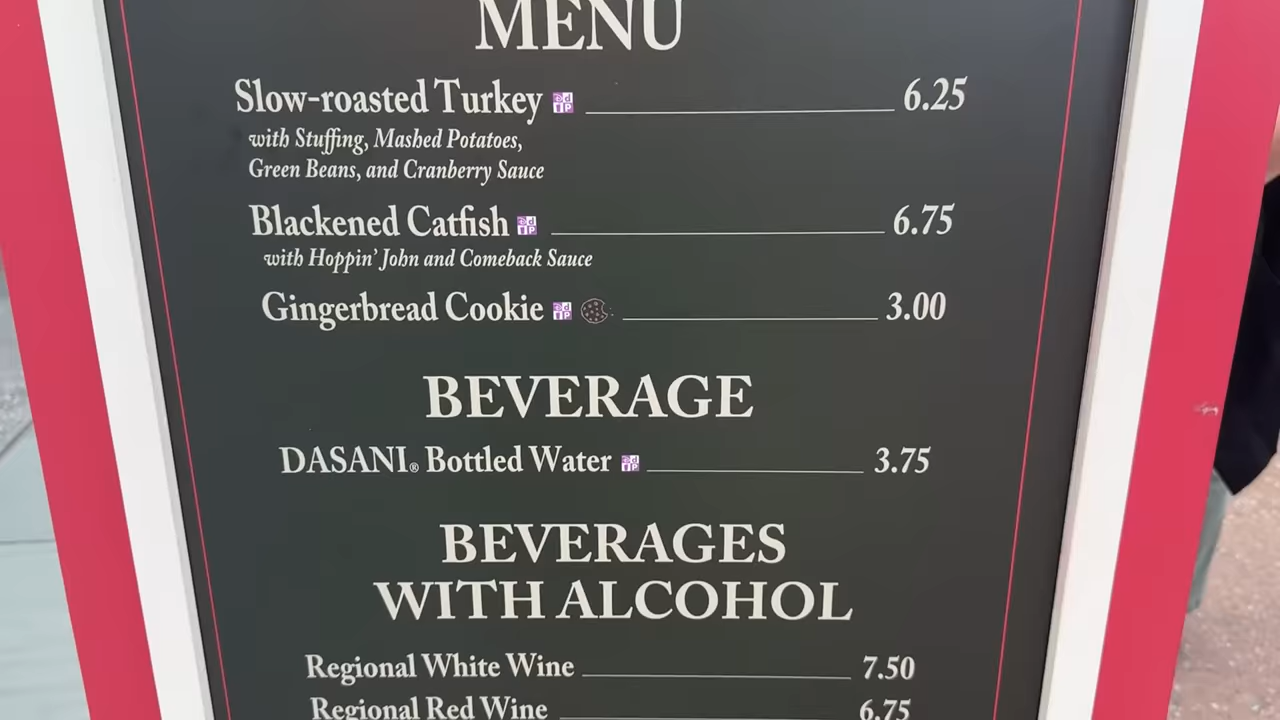 MENU
Slow-roasted Turkey 6.25
with Stuffing, Mashed Potatoes,
Green Beans, and Cranberry Sauce
Blackened Catfish 6.75
with Hoppin' John and Comeback Sauce
Gingerbread Cookie 3.00
BEVERAGE
DASANI® Bottled Water 3.75
BEVERAGES
WITH ALCOHOL
Regional White Wine 7.50
Regional Red Wine 6.75